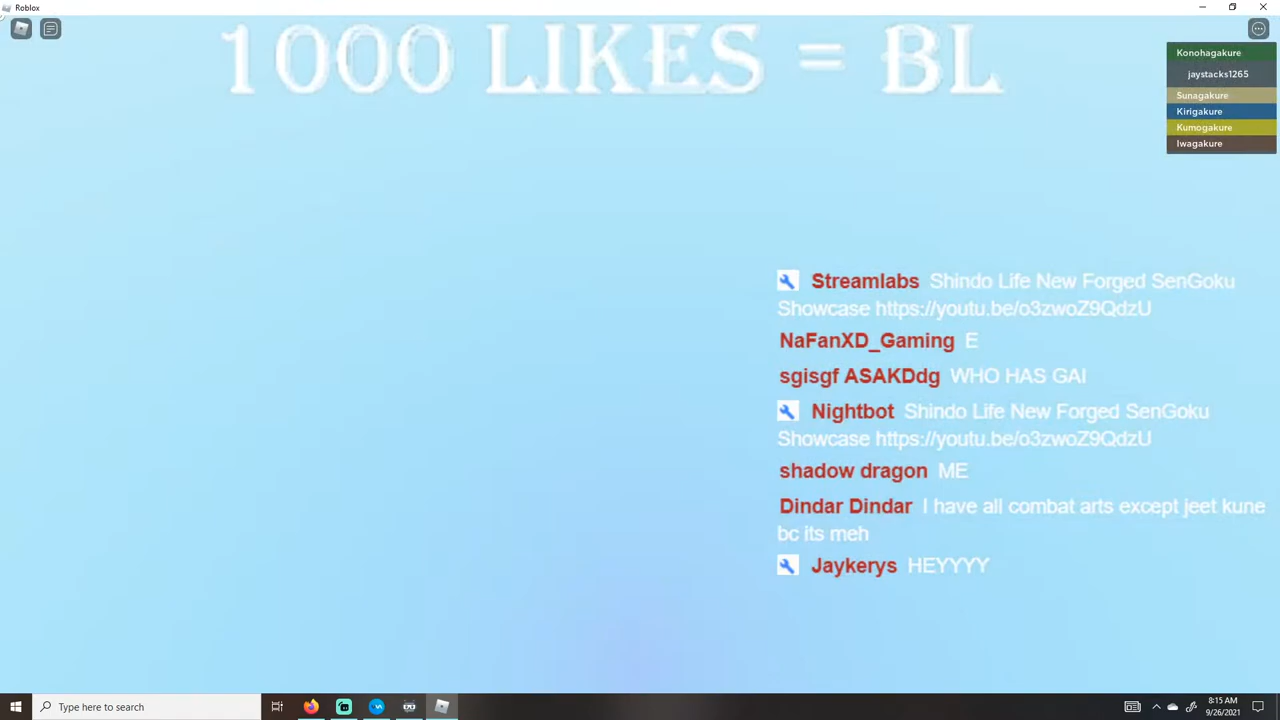 Roblox
1000 LIKES = BL
Konohagakure
jaystacks1265
Sunagakure
Kirigakure
Kumogakure
Iwagakure
Streamlabs Shindo Life New Forged SenGoku
Showcase https://youtu.be/o3zwoZ9QdzU
NaFanXD_Gaming E
sgisgf ASAKDdg WHO HAS GAI
Nightbot Shindo Life New Forged SenGoku
Showcase https://youtu.be/o3zwoZ9QdzU
shadow dragon ME
Dindar Dindar I have all combat arts except jeet kune
bc its meh
Jaykerys HEYYYY
Type here to search
8:15 AM
9/26/2021